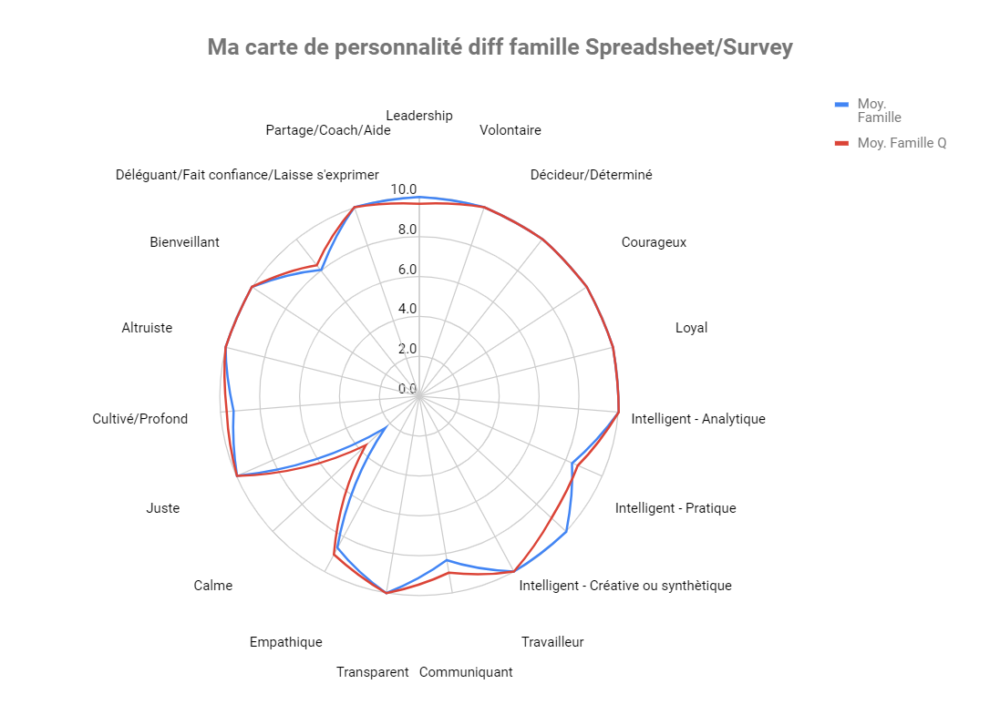 Ma carte de personnalité diff famille Spreadsheet/Survey
Moy.
Famille
Moy. Famille Q
Leadership
Partage/Coach/Aide
Volontaire
Déléguant/Fait confiance/Laisse s'exprimer
Décideur/Déterminé
10.0
8.0
6.0
4.0
2.0
0.0
Bienveillant
Courageux
Altruiste
Loyal
Cultivé/Profond
Intelligent - Analytique
Juste
Intelligent - Pratique
Calme
Intelligent - Créative ou synthètique
Empathique
Travailleur
Transparent
Communiquant